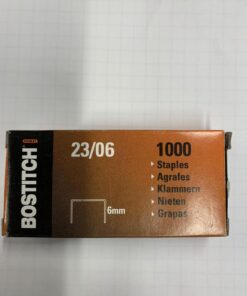 BOSTITCH
23/06
6mm
1000
Staples
Agrafes
Klammern
Nieten
Grapas